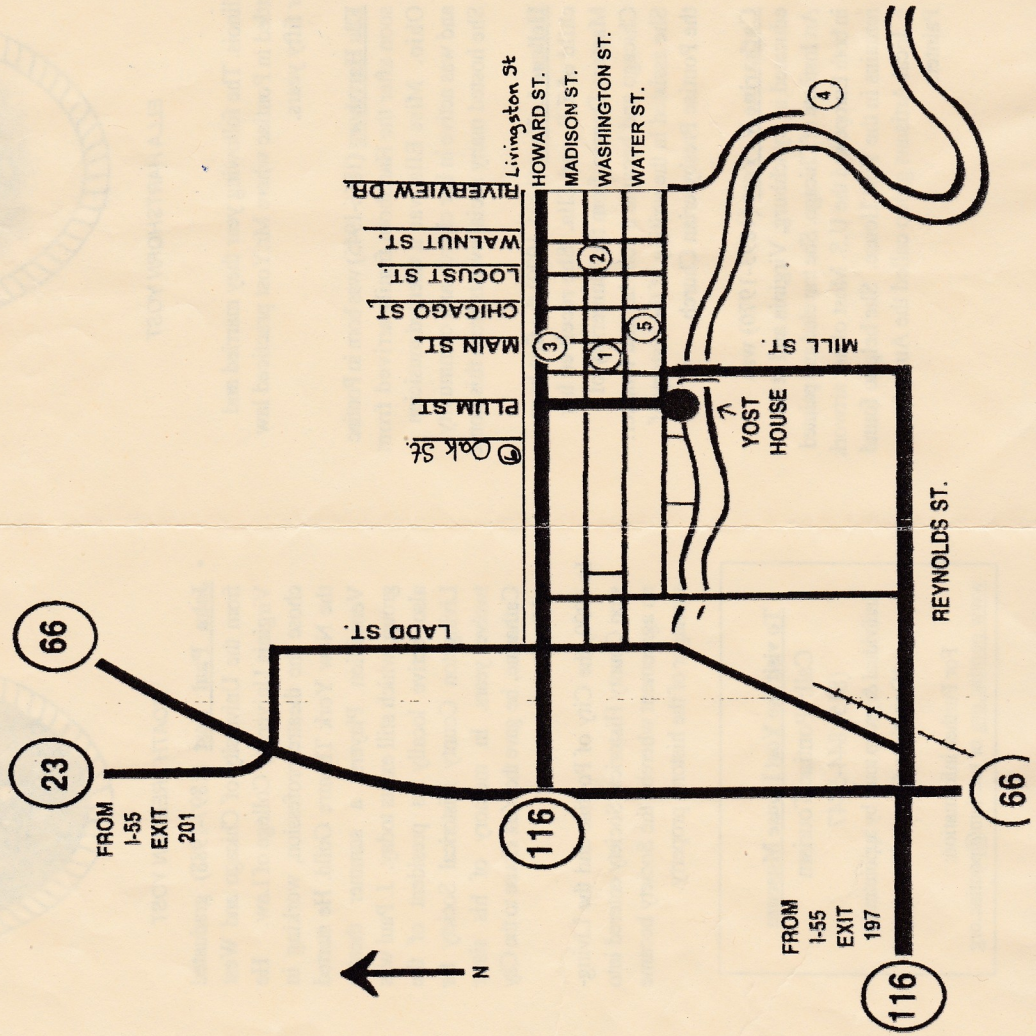 66
23
FROM
I-55
EXIT
201
LADD ST.
116
N
FROM
I-55
EXIT
197
116
66
REYNOLDS ST.
Oak St.
PLUM ST.
MAIN ST.
CHICAGO ST.
LOCUST ST.
WALNUT ST.
RIVERVIEW DR.
Livingston St
HOWARD ST.
MADISON ST.
WASHINGTON ST.
WATER ST.
3
1
2
5
4
MILL ST.
YOST
HOUSE